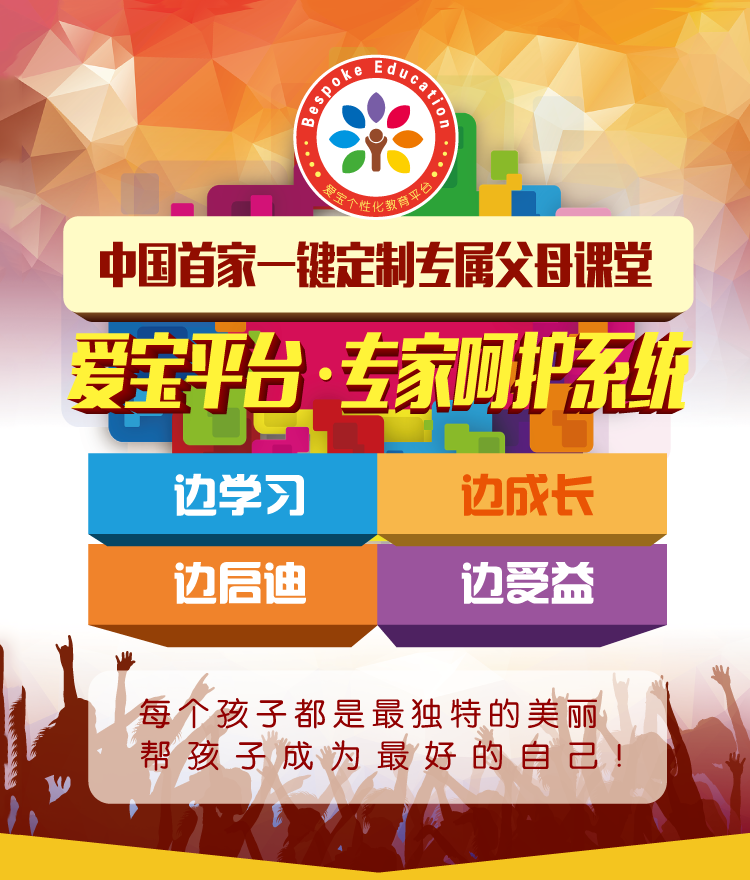 Bespoke Education
爱宝个性化教育平台
中国首家一键定制专属父母课堂
爱宝平台·专家呵护系统
边学习
边成长
边启迪
边受益
每个孩子都是最独特的美丽
帮孩子成为最好的自己!